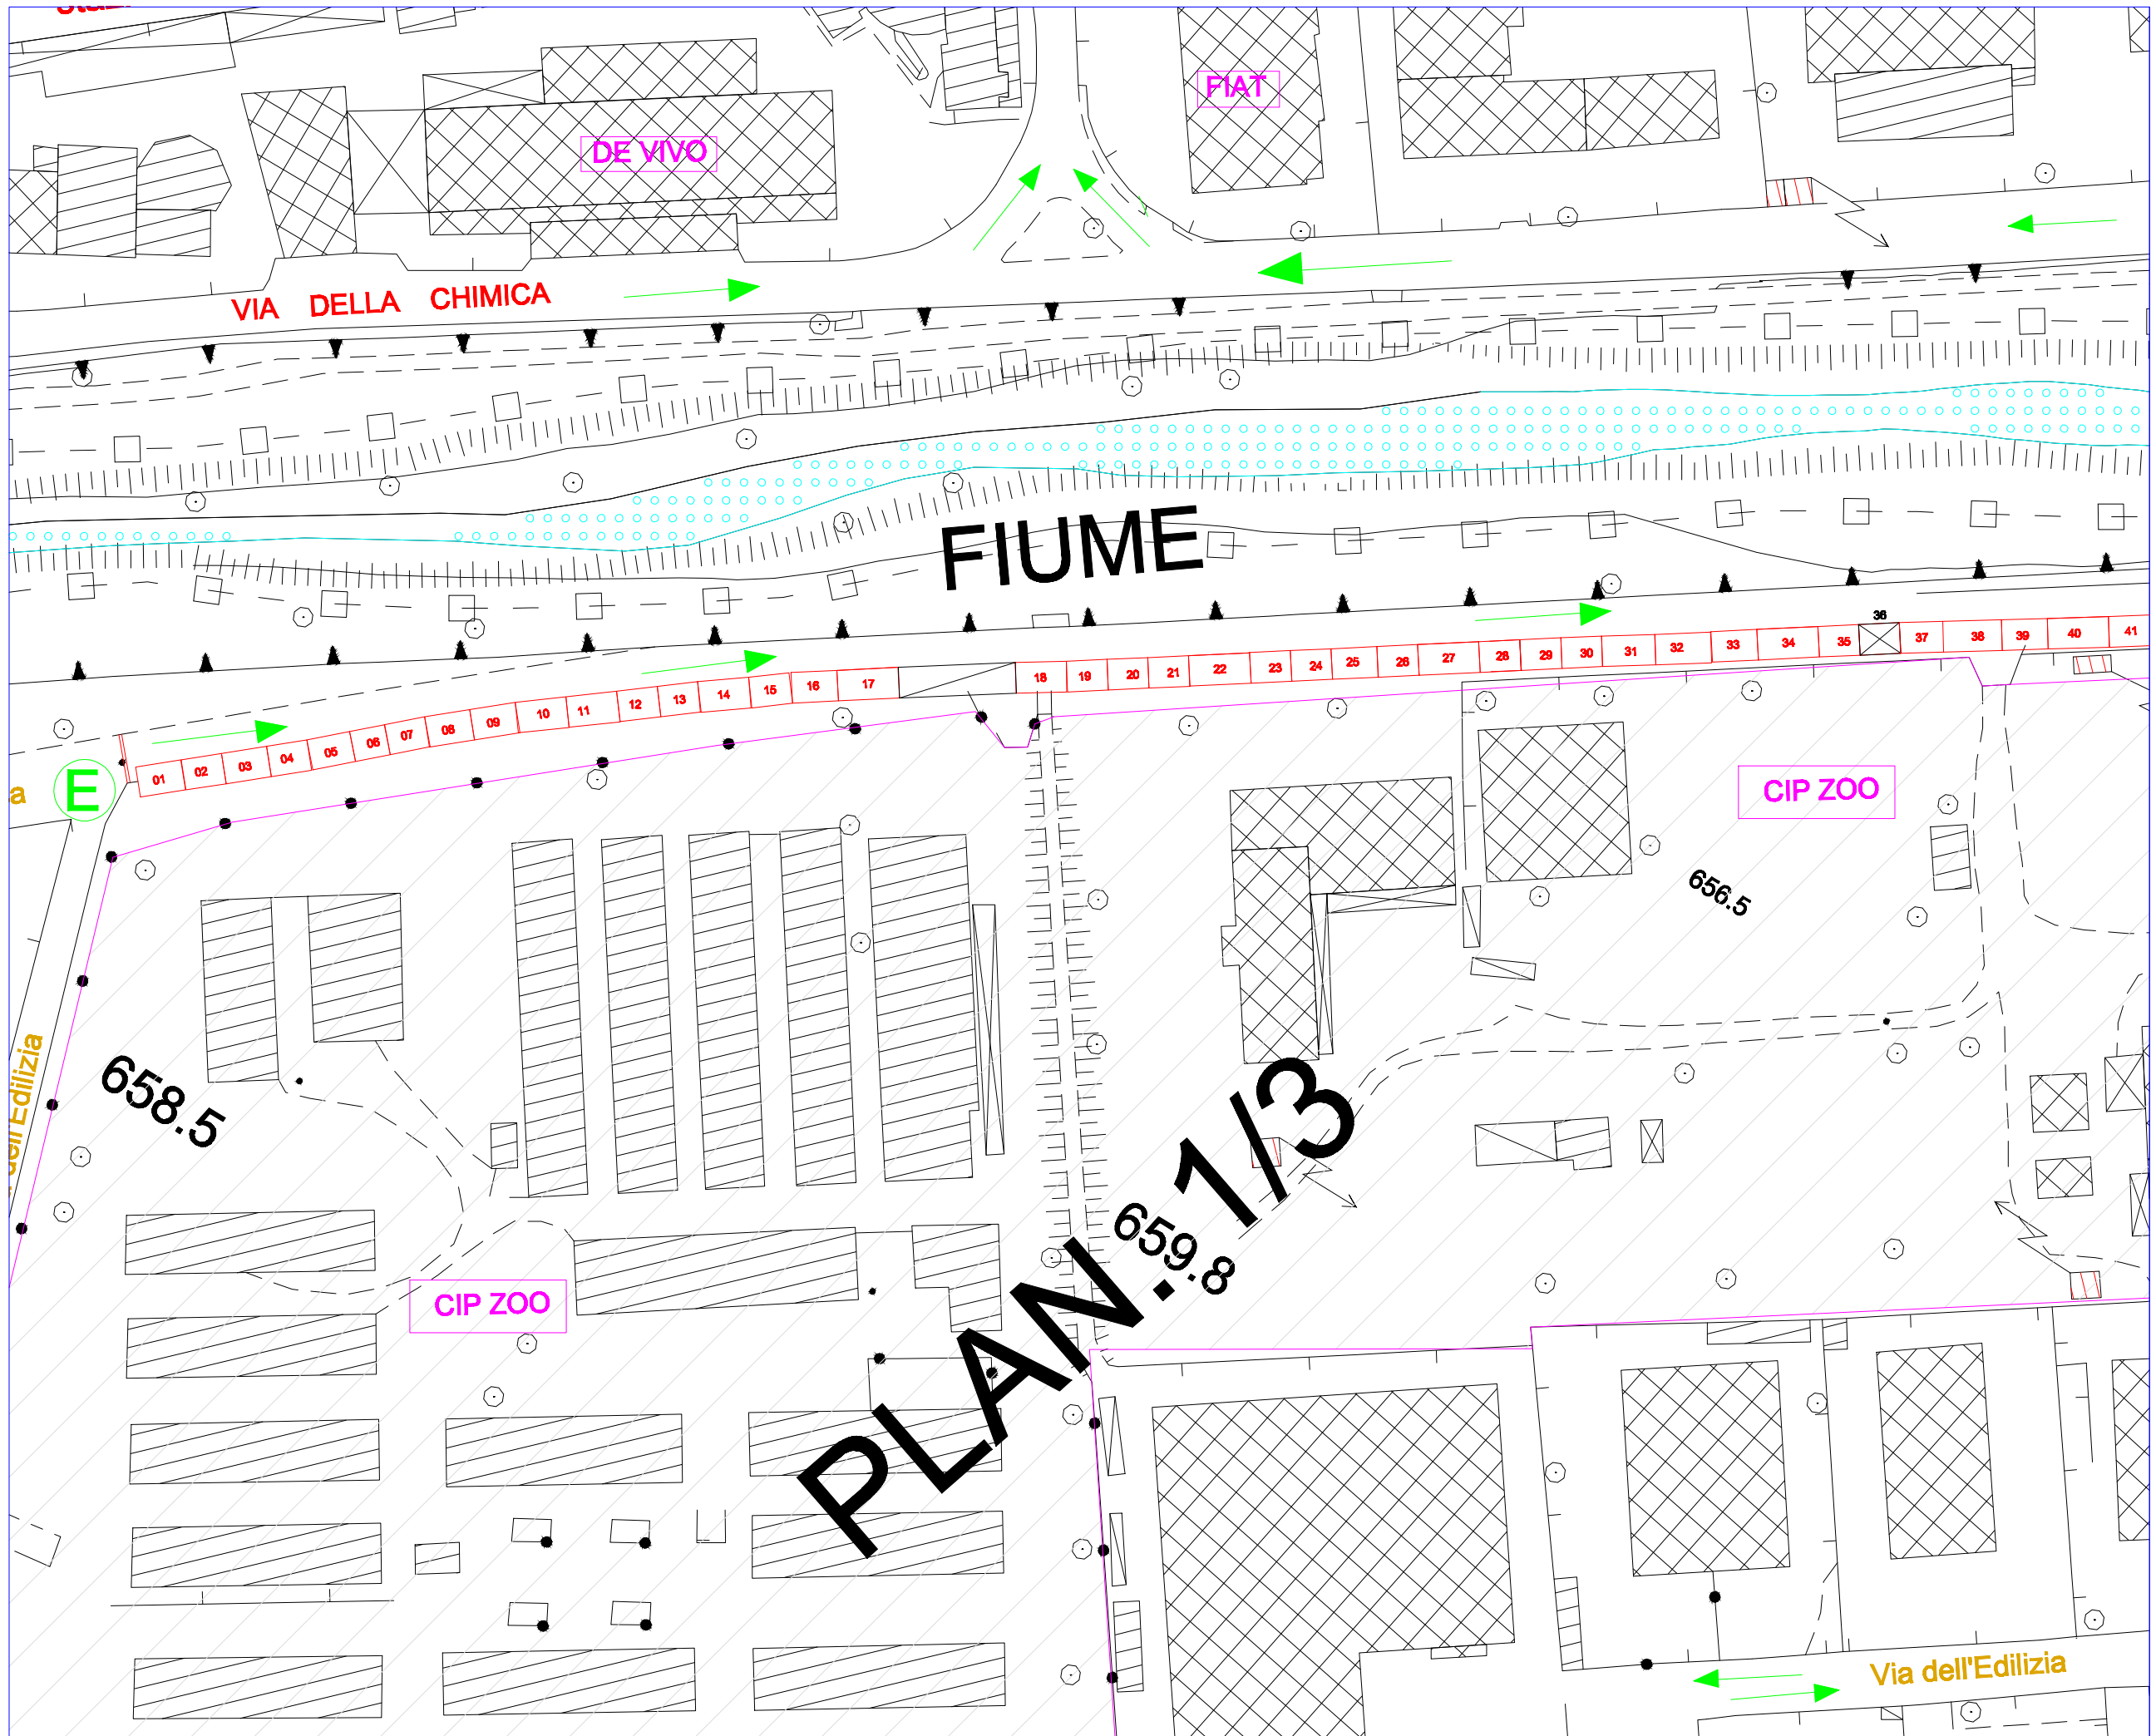 FIAT
DE VIVO
VIA DELLA CHIMICA
FIUME
01 02 03 04 05 06 07 08 09 10 11 12 13 14 15 16 17 18 19 20 21 22 23 24 25 26 27 28 29 30 31 32 33 34 35 36 37 38 39 40 41
a
E
CIP ZOO
656.5
658.5
dell'Edilizia
PLAN. 1/3
659.8
CIP ZOO
Via dell'Edilizia